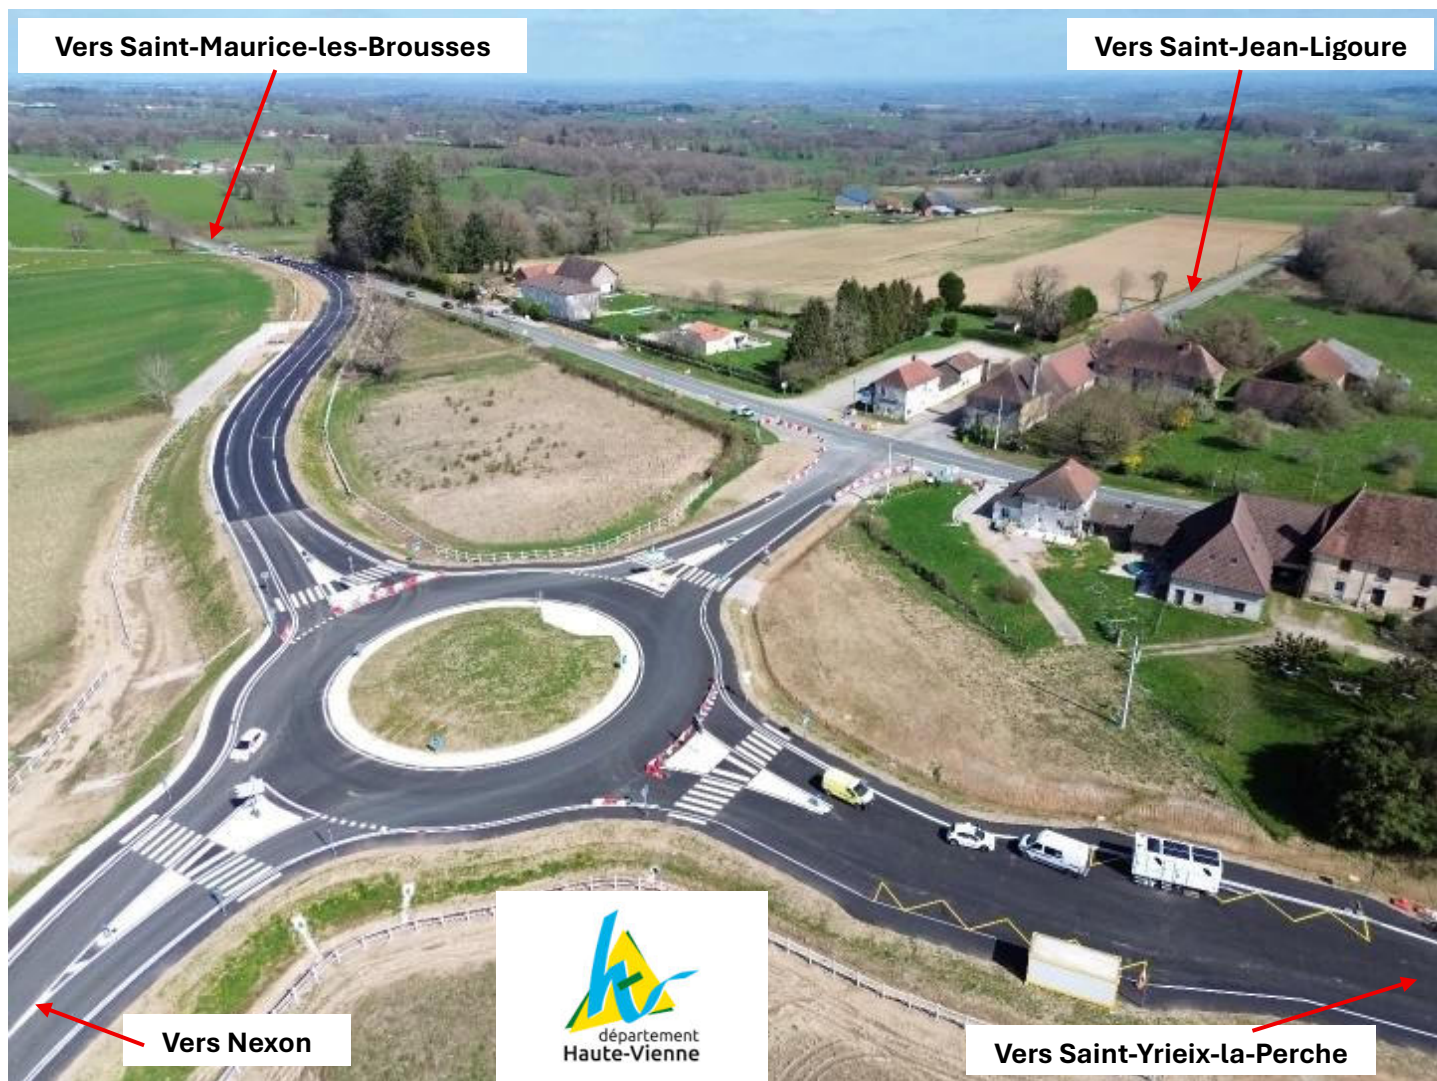 Vers Saint-Maurice-les-Brousses
Vers Saint-Jean-Ligoure
Vers Nexon
département
Haute-Vienne
Vers Saint-Yrieix-la-Perche